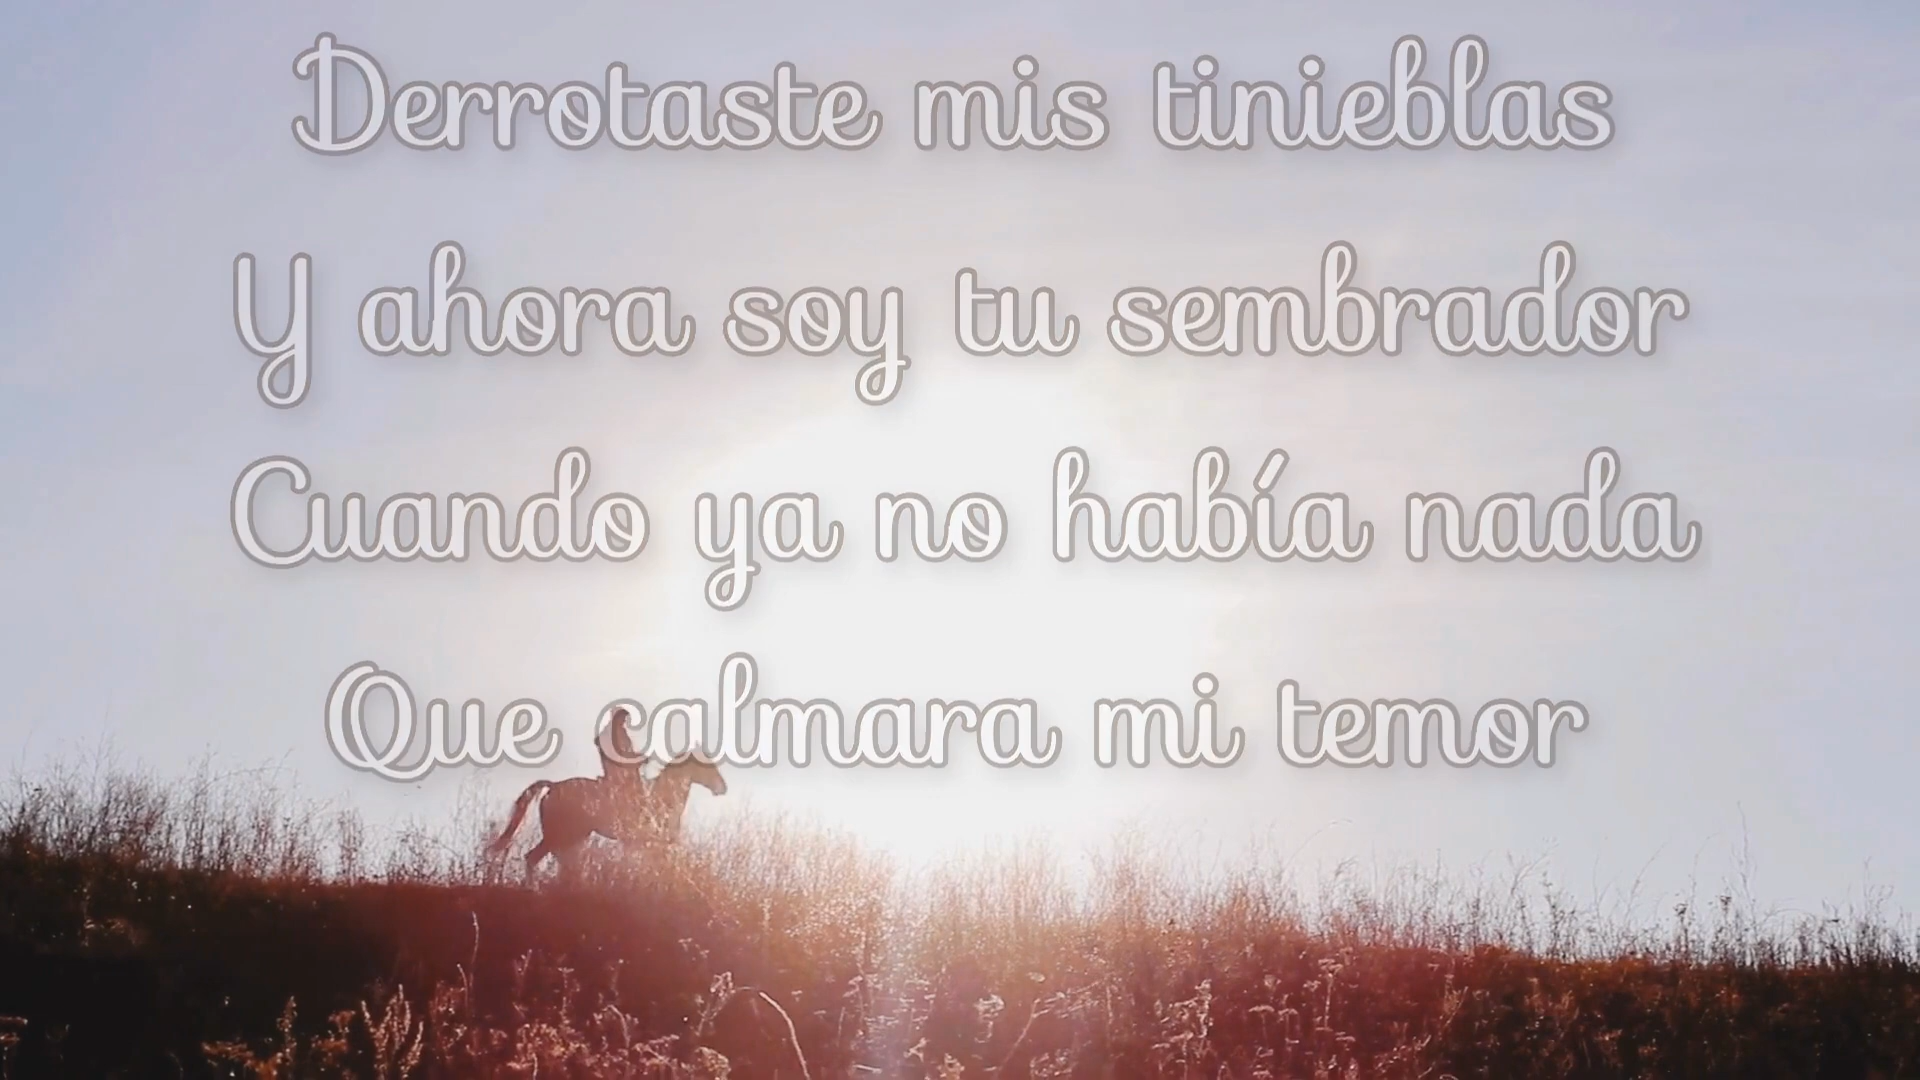 Derrotaste mis tinieblas
Y ahora soy tu sembrador
Cuando ya no había nada
Que calmara mi temor